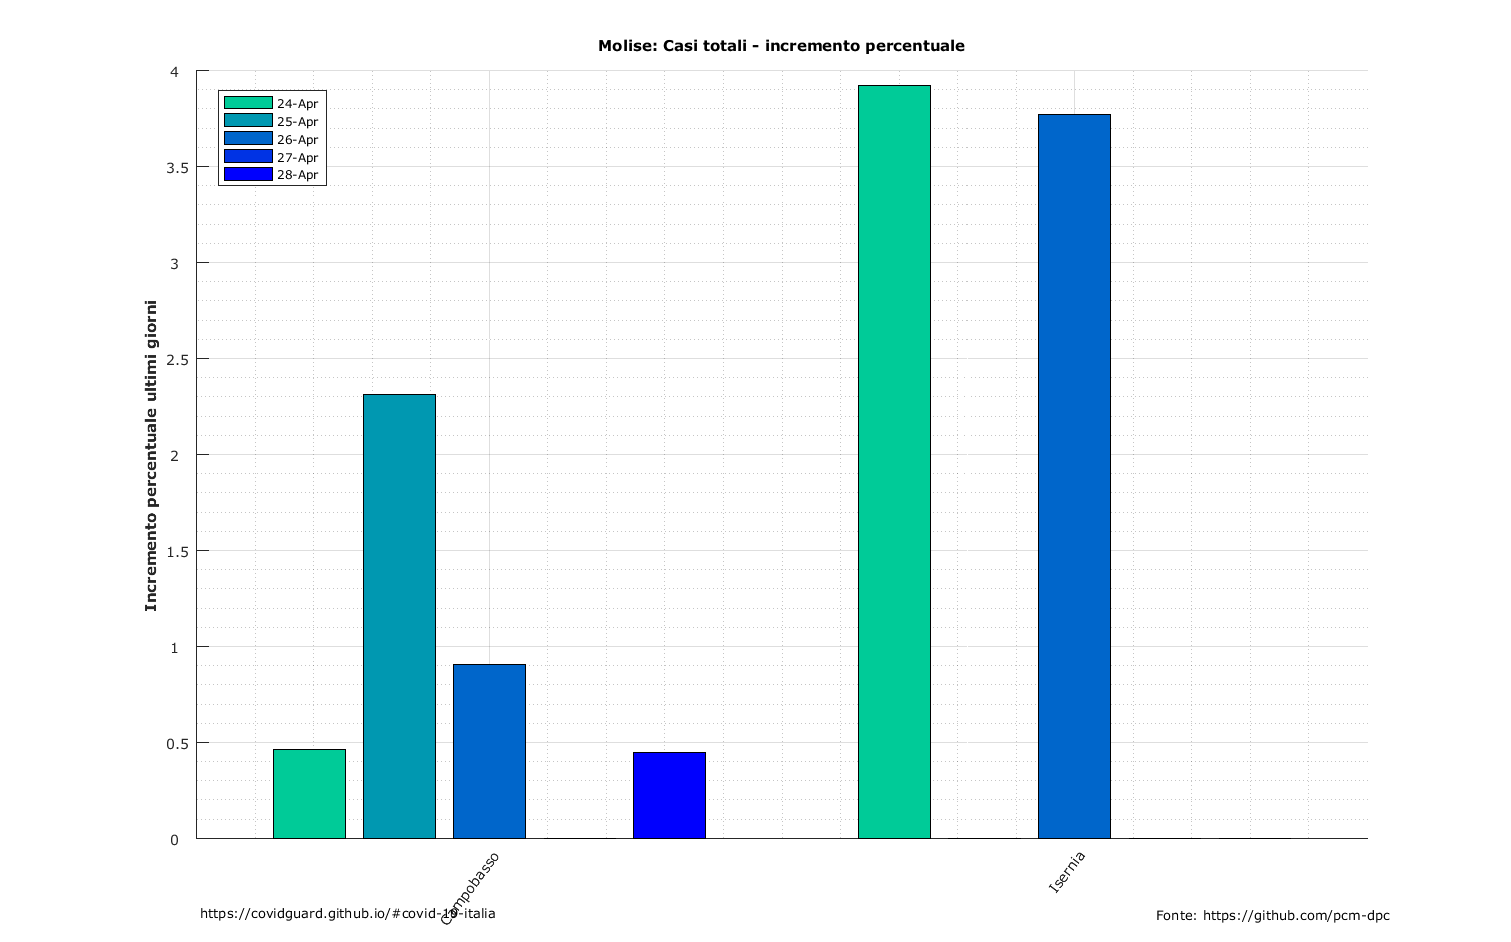 Molise: Casi totali - incremento percentuale
4
3.5
3
2.5
2
1.5
1
0.5
0
Incremento percentuale ultimi giorni
24-Apr
25-Apr
26-Apr
27-Apr
28-Apr
Campobasso
Isernia
https://covidguard.github.io/#covid-19-italia
Fonte: https://github.com/pcm-dpc